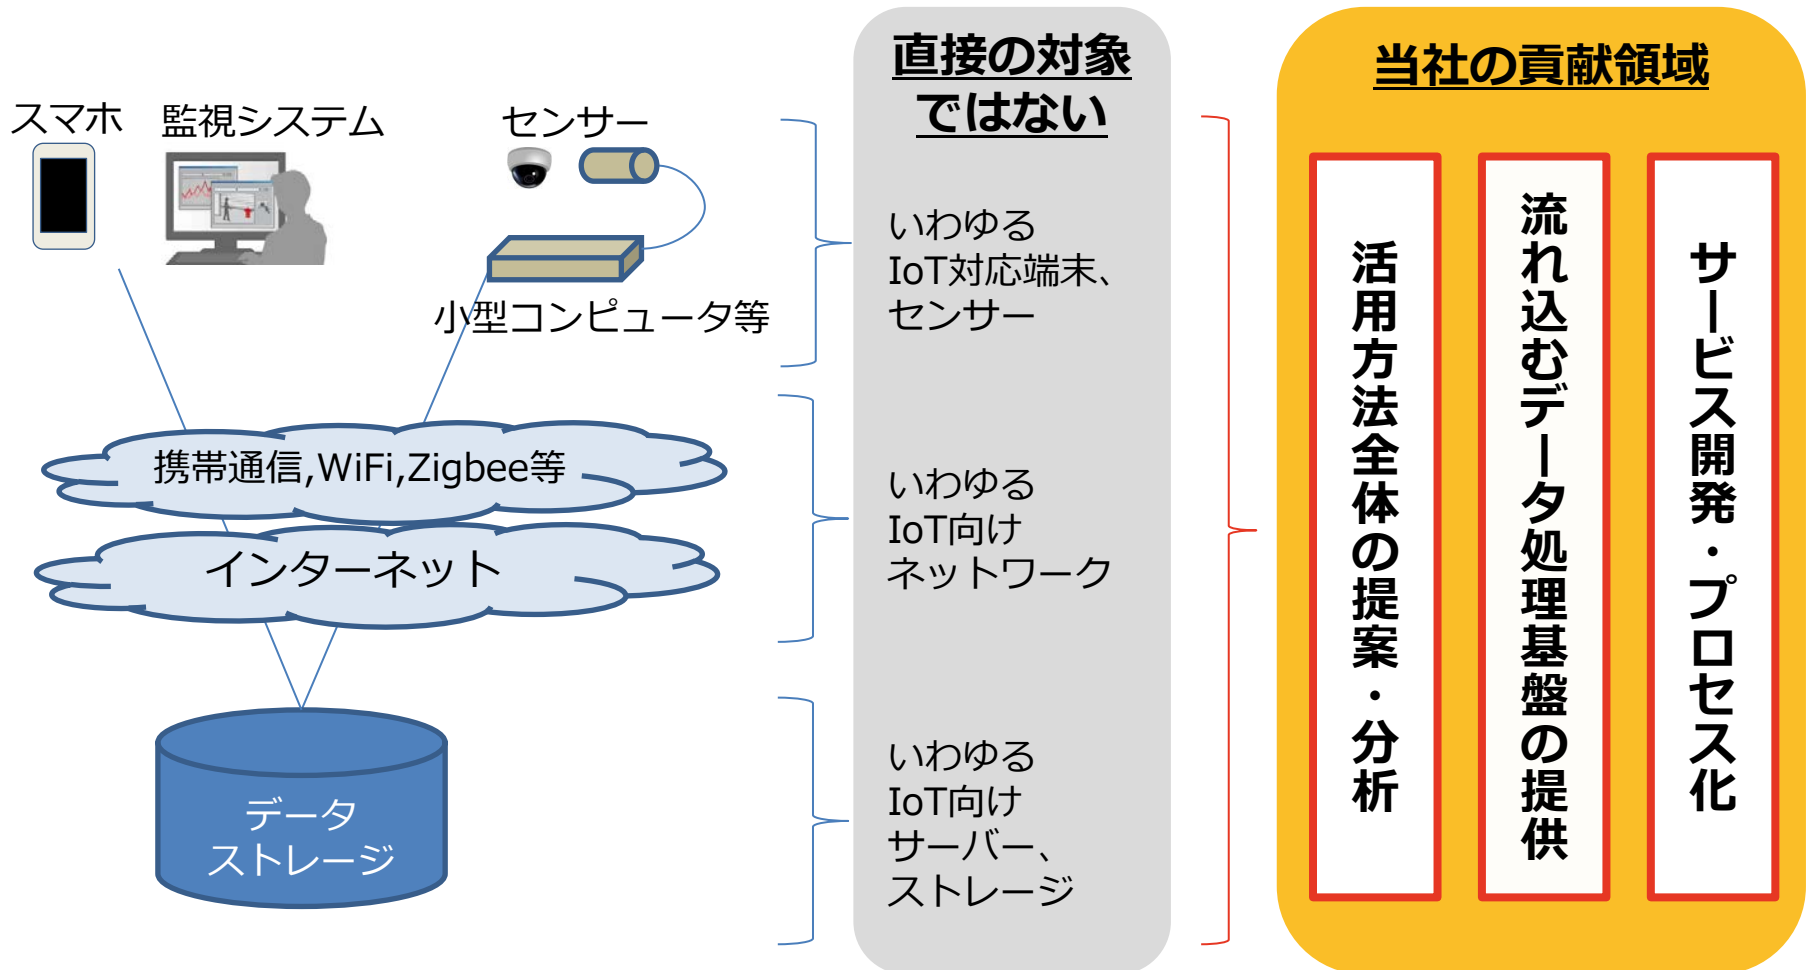 スマホ
監視システム
センサー
小型コンピュータ等
携帯通信,WiFi,Zigbee等
インターネット
データ
ストレージ
直接の対象
ではない
いわゆる
IoT対応端末、
センサー
いわゆる
IoT向け
ネットワーク
いわゆる
IoT向け
サーバー、
ストレージ
当社の貢献領域
活用方法全体の提案・分析
流れ込むデータ処理基盤の提供
サービス開発・プロセス化